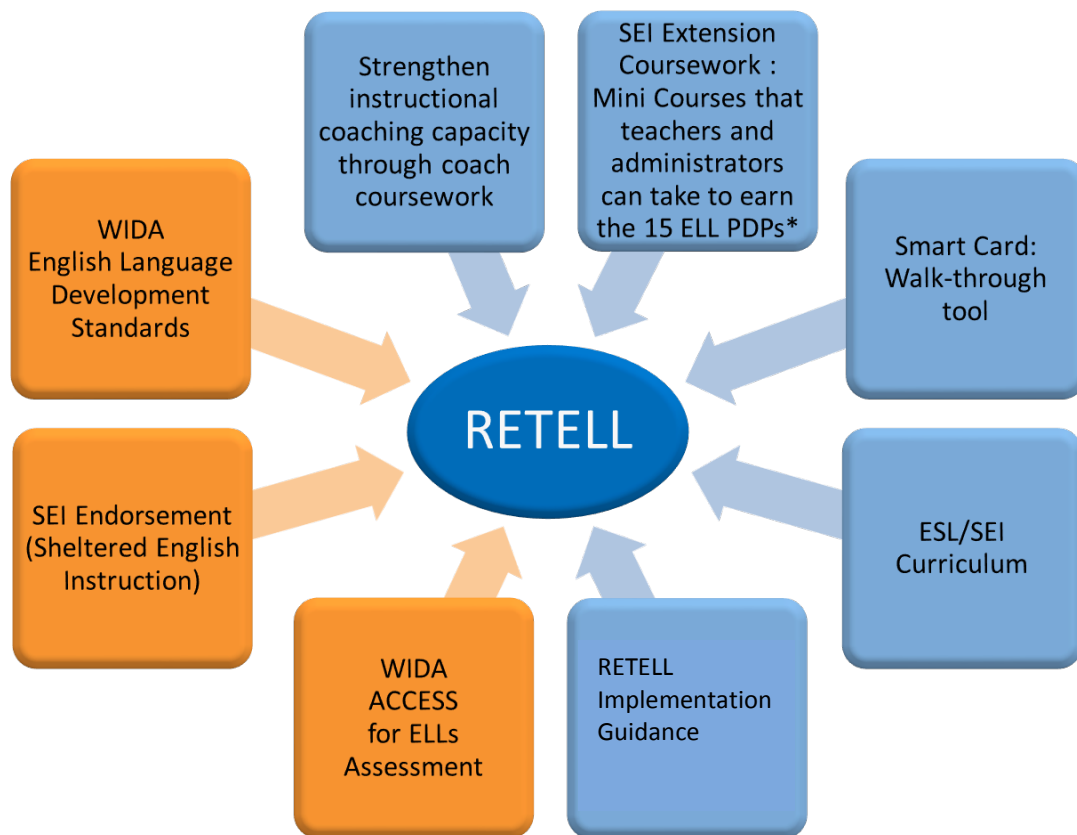 Strengthen
instructional
coaching capacity
through coach
coursework
SEI Extension
Coursework :
Mini Courses that
teachers and
administrators
can take to earn
the 15 ELL PDPs*
WIDA
English Language
Development
Standards
Smart Card:
Walk-through
tool
RETELL
SEI Endorsement
(Sheltered English
Instruction)
ESL/SEI
Curriculum
WIDA
ACCESS
for ELLs
Assessment
RETELL
Implementation
Guidance